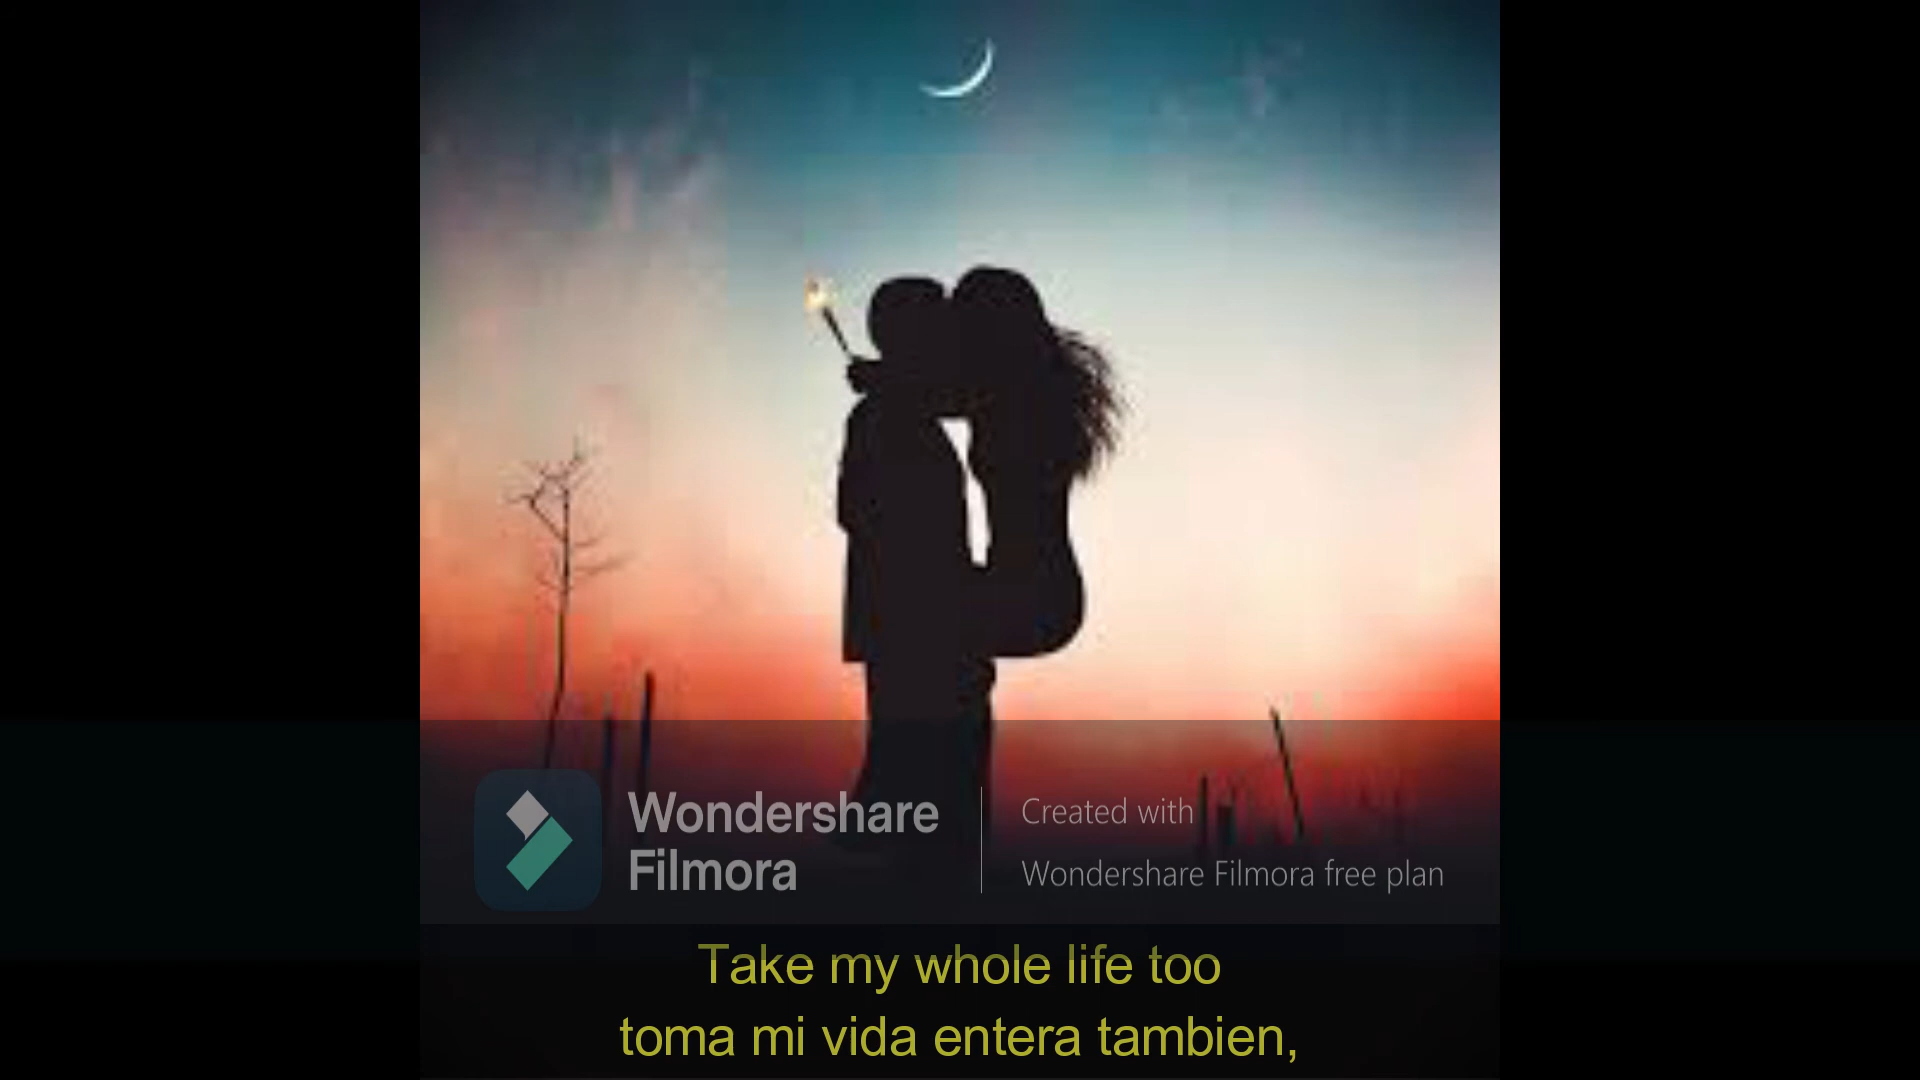 Wondershare
Filmora
Created with
Wondershare Filmora free plan
Take my whole life too
toma mi vida entera tambien,